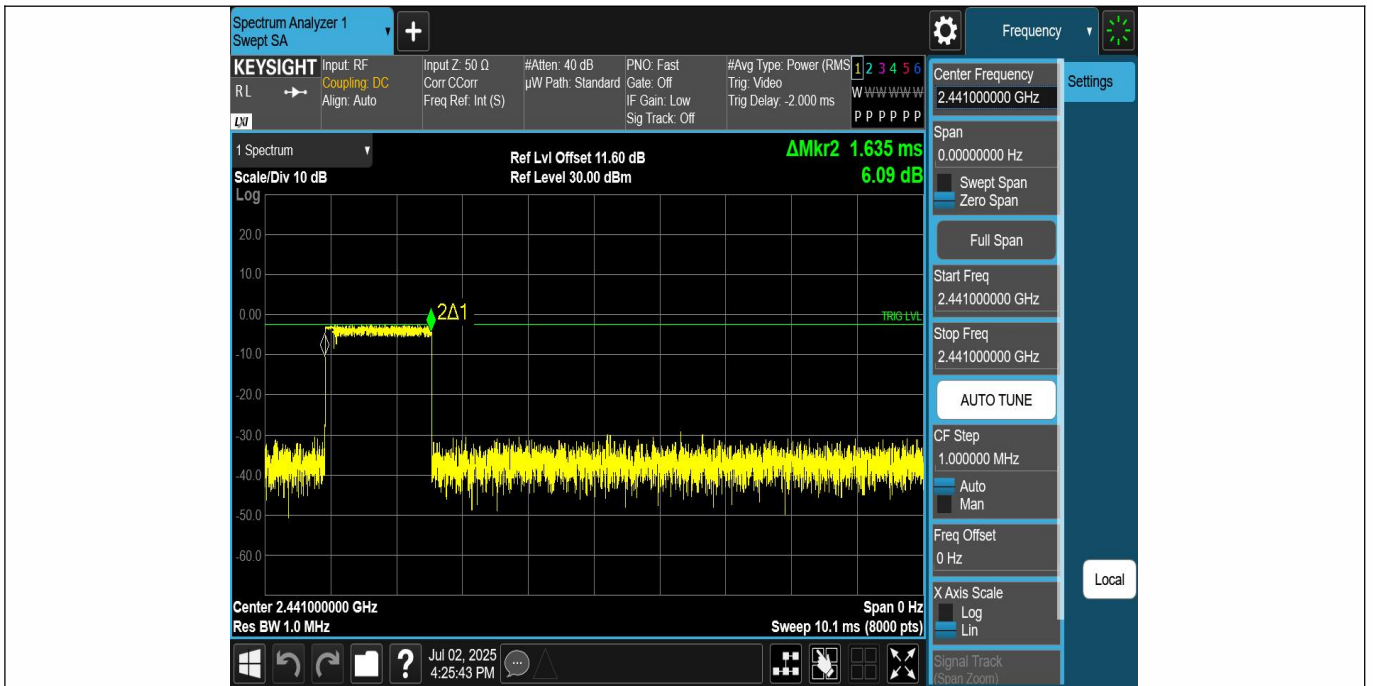 Spectrum Analyzer 1
Swept SA
+
Frequency
KEYSIGHT
RL
LXI
Input: RF
Coupling: DC
Align: Auto
Input Z: 50 Ω
Corr CCorr
Freq Ref: Int (S)
#Atten: 40 dB
µW Path: Standard
PNO: Fast
Gate: Off
IF Gain: Low
Sig Track: Off
#Avg Type: Power (RMS
Trig: Video
Trig Delay: -2.000 ms
1 2 3 4 5 6
W W W W W W
P P P P P P
1 Spectrum
Scale/Div 10 dB
Ref Lvl Offset 11.60 dB
Ref Level 30.00 dBm
ΔMkr2 1.635 ms
6.09 dB
Log
20.0
10.0
0.00
-10.0
-20.0
-30.0
-40.0
-50.0
-60.0
2Δ1
TRIG LVL
Center 2.441000000 GHz
Res BW 1.0 MHz
Span 0 Hz
Sweep 10.1 ms (8000 pts)
Center Frequency
2.441000000 GHz
Settings
Span
0.00000000 Hz
Swept Span
Zero Span
Full Span
Start Freq
2.441000000 GHz
Stop Freq
2.441000000 GHz
AUTO TUNE
CF Step
1.000000 MHz
Auto
Man
Freq Offset
0 Hz
Local
X Axis Scale
Log
Lin
Signal Track
(Span Zoom)
?
Jul 02, 2025
4:25:43 PM